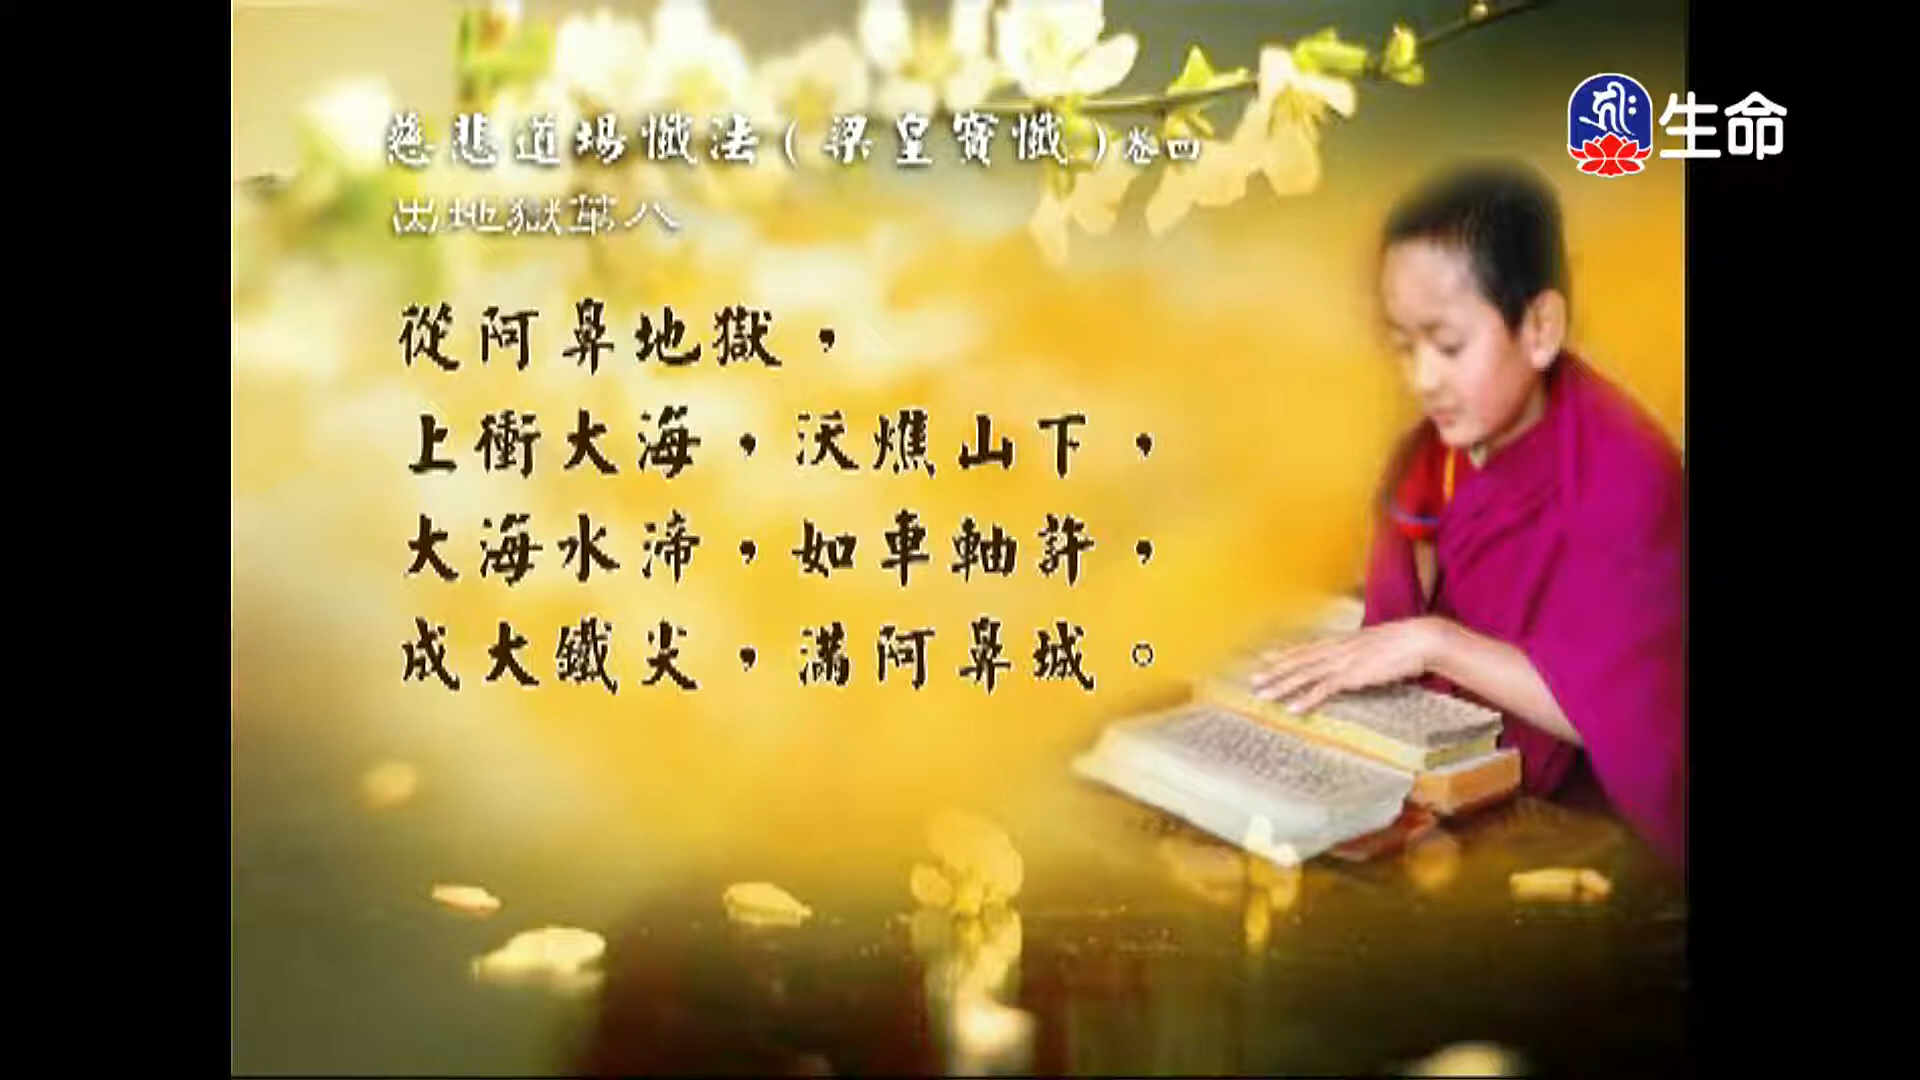 慈悲道場懺法（梁皇寶懺）卷四
出地獄第八
從阿鼻地獄，
上衝大海，沃燋山下，
大海水渧，如車軸許，
成大鐵尖，滿阿鼻城。
生命